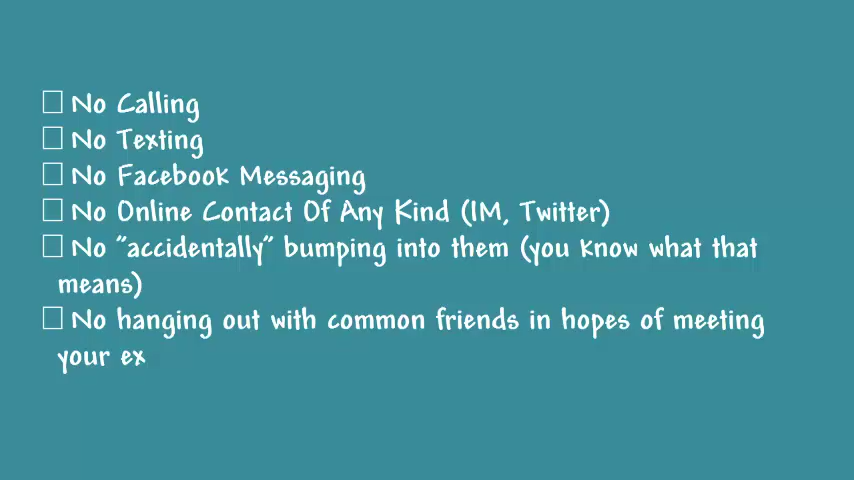 ☐ No Calling
☐ No Texting
☐ No Facebook Messaging
☐ No Online Contact Of Any Kind (IM, Twitter)
☐ No "accidentally" bumping into them (you know what that
means)
☐ No hanging out with common friends in hopes of meeting
your ex